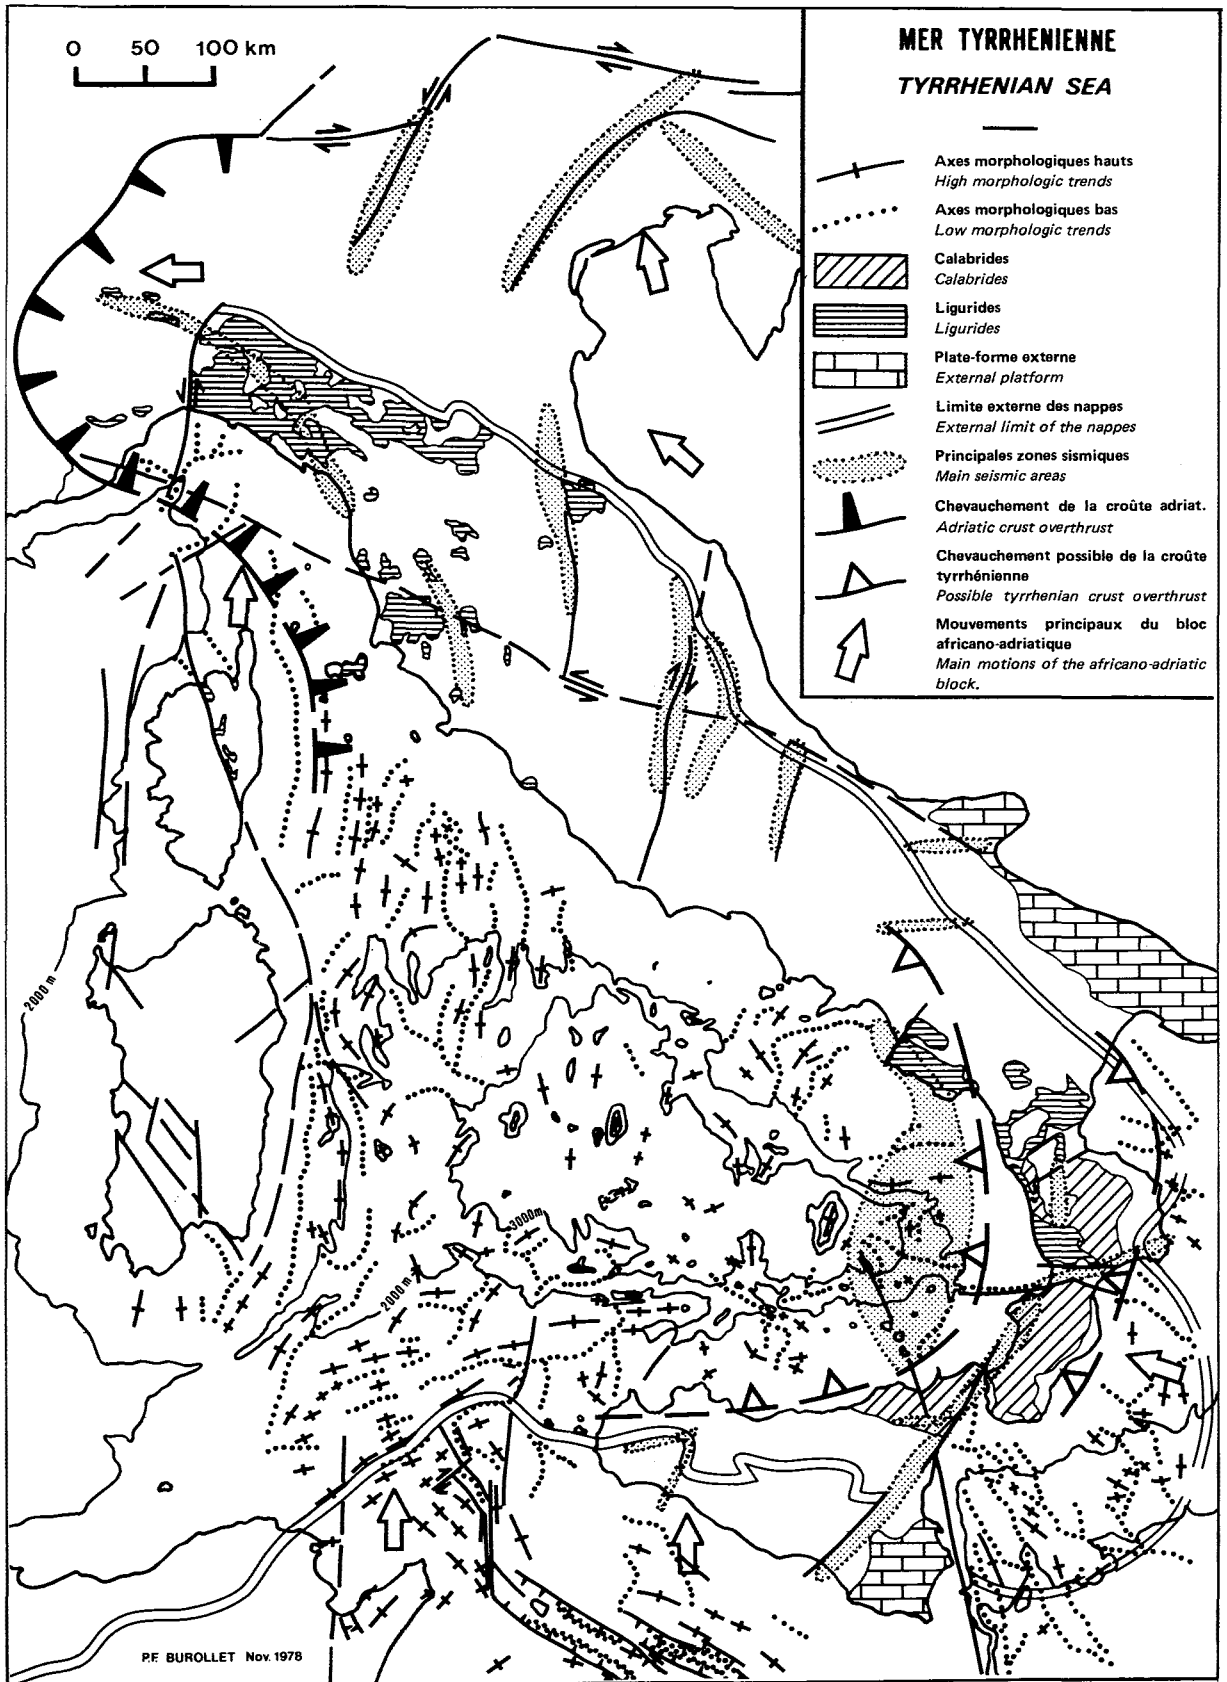 0 50 100 km
MER TYRRHENIENNE
TYRRHENIAN SEA
Axes morphologiques hauts
High morphologic trends
Axes morphologiques bas
Low morphologic trends
Calabrides
Calabrides
Ligurides
Ligurides
Plate-forme externe
External platform
Limite externe des nappes
External limit of the nappes
Principales zones sismiques
Main seismic areas
Chevauchement de la croûte adriat.
Adriatic crust overthrust
Chevauchement possible de la croûte
tyrrhénienne
Possible tyrrhenian crust overthrust
Mouvements principaux du bloc
africano-adriatique
Main motions of the africano-adriatic
block.
2000 m
3000m
2000 m
P.F. BUROLLET Nov. 1978